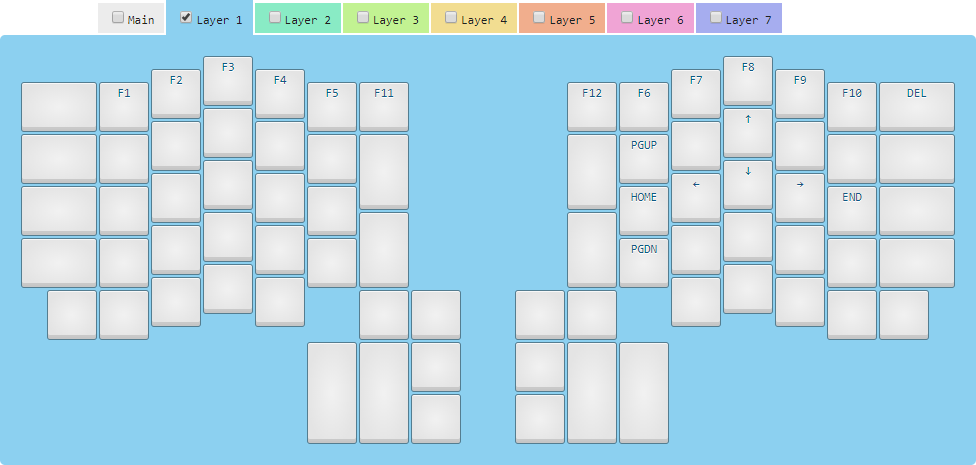 Main Layer 1 Layer 2 Layer 3 Layer 4 Layer 5 Layer 6 Layer 7
F3 F8
F2 F4 F7 F9
F1 F5 F11 F12 F6 F10 DEL
↑
PGUP
← ↓ →
HOME END
PGDN